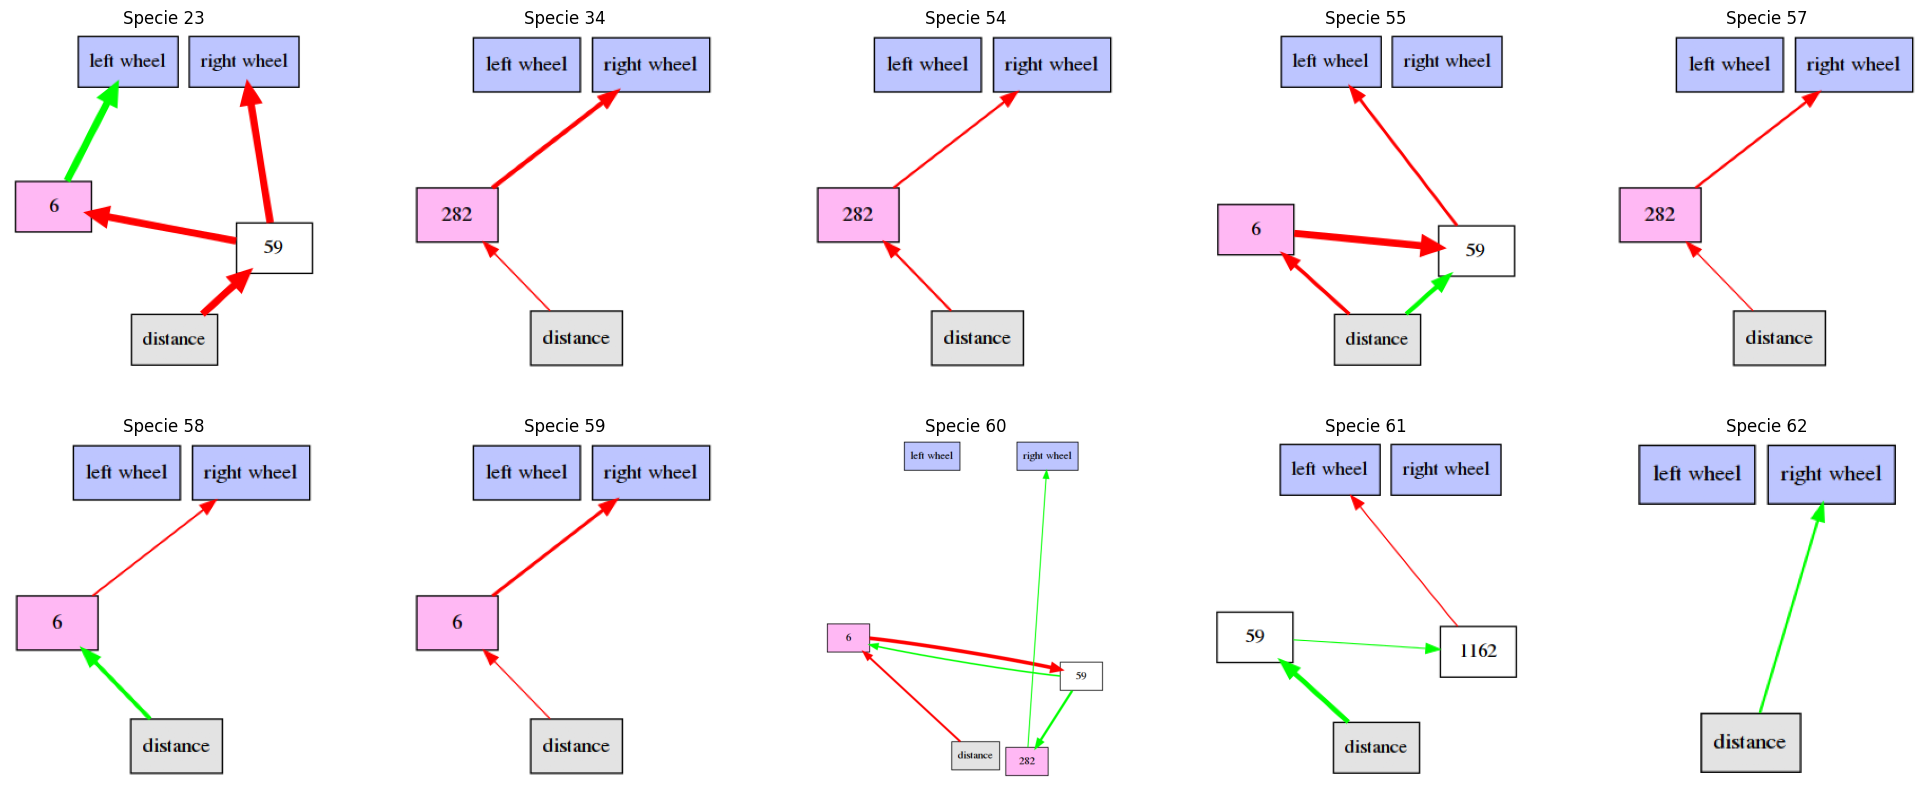 Specie 23
left wheel
right wheel
6
59
distance
Specie 34
left wheel
right wheel
282
distance
Specie 54
left wheel
right wheel
282
distance
Specie 55
left wheel
right wheel
6
59
distance
Specie 57
left wheel
right wheel
282
distance
Specie 58
left wheel
right wheel
6
distance
Specie 59
left wheel
right wheel
6
distance
Specie 60
left wheel
right wheel
6
59
distance
282
Specie 61
left wheel
right wheel
59
1162
distance
Specie 62
left wheel
right wheel
distance